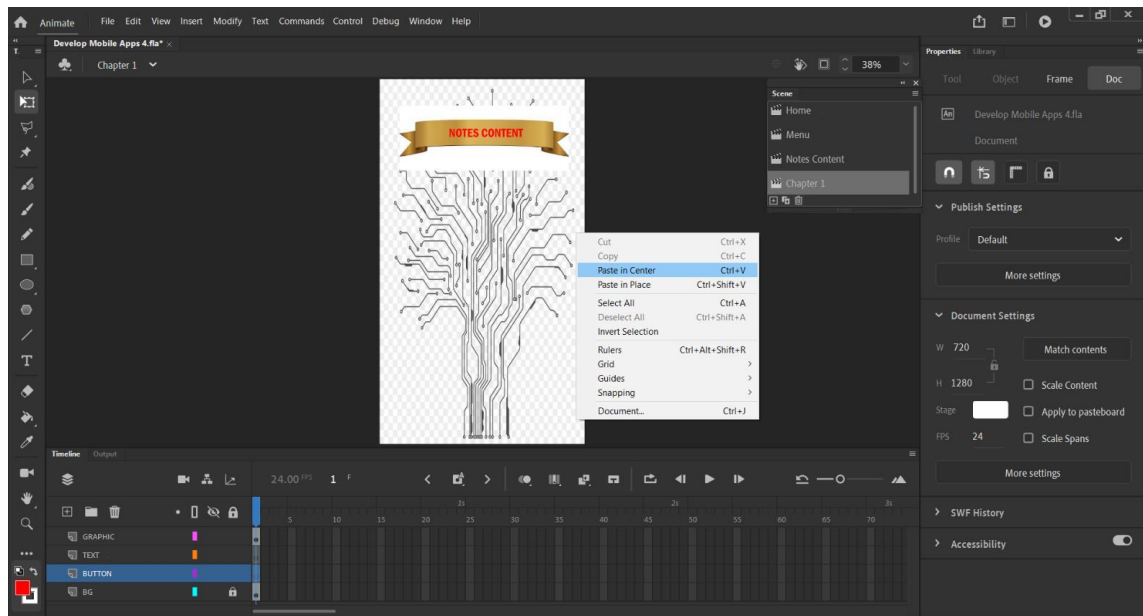 Animate File Edit View Insert Modify Text Commands Control Debug Window Help
Develop Mobile Apps 4.fla* ×
Chapter 1
38%
NOTES CONTENT
Scene
Home
Menu
Notes Content
Chapter 1
Cut Ctrl+X
Copy Ctrl+C
Paste in Center Ctrl+V
Paste in Place Ctrl+Shift+V
Select All Ctrl+A
Deselect All Ctrl+Shift+A
Invert Selection
Rulers Ctrl+Alt+Shift+R
Grid
Guides
Snapping
Document... Ctrl+J
Properties Library
Tool Object Frame Doc
An Develop Mobile Apps 4.fla
Document
Publish Settings
Profile Default
More settings
Document Settings
W 720 Match contents
H 1280 Scale Content
Stage Apply to pasteboard
FPS 24 Scale Spans
More settings
SWF History
Accessibility
Timeline Output
24.00 FPS 1 F
1s 2s 3s
5 10 15 20 25 30 35 40 45 50 55 60 65 70
GRAPHIC
TEXT
BUTTON
BG